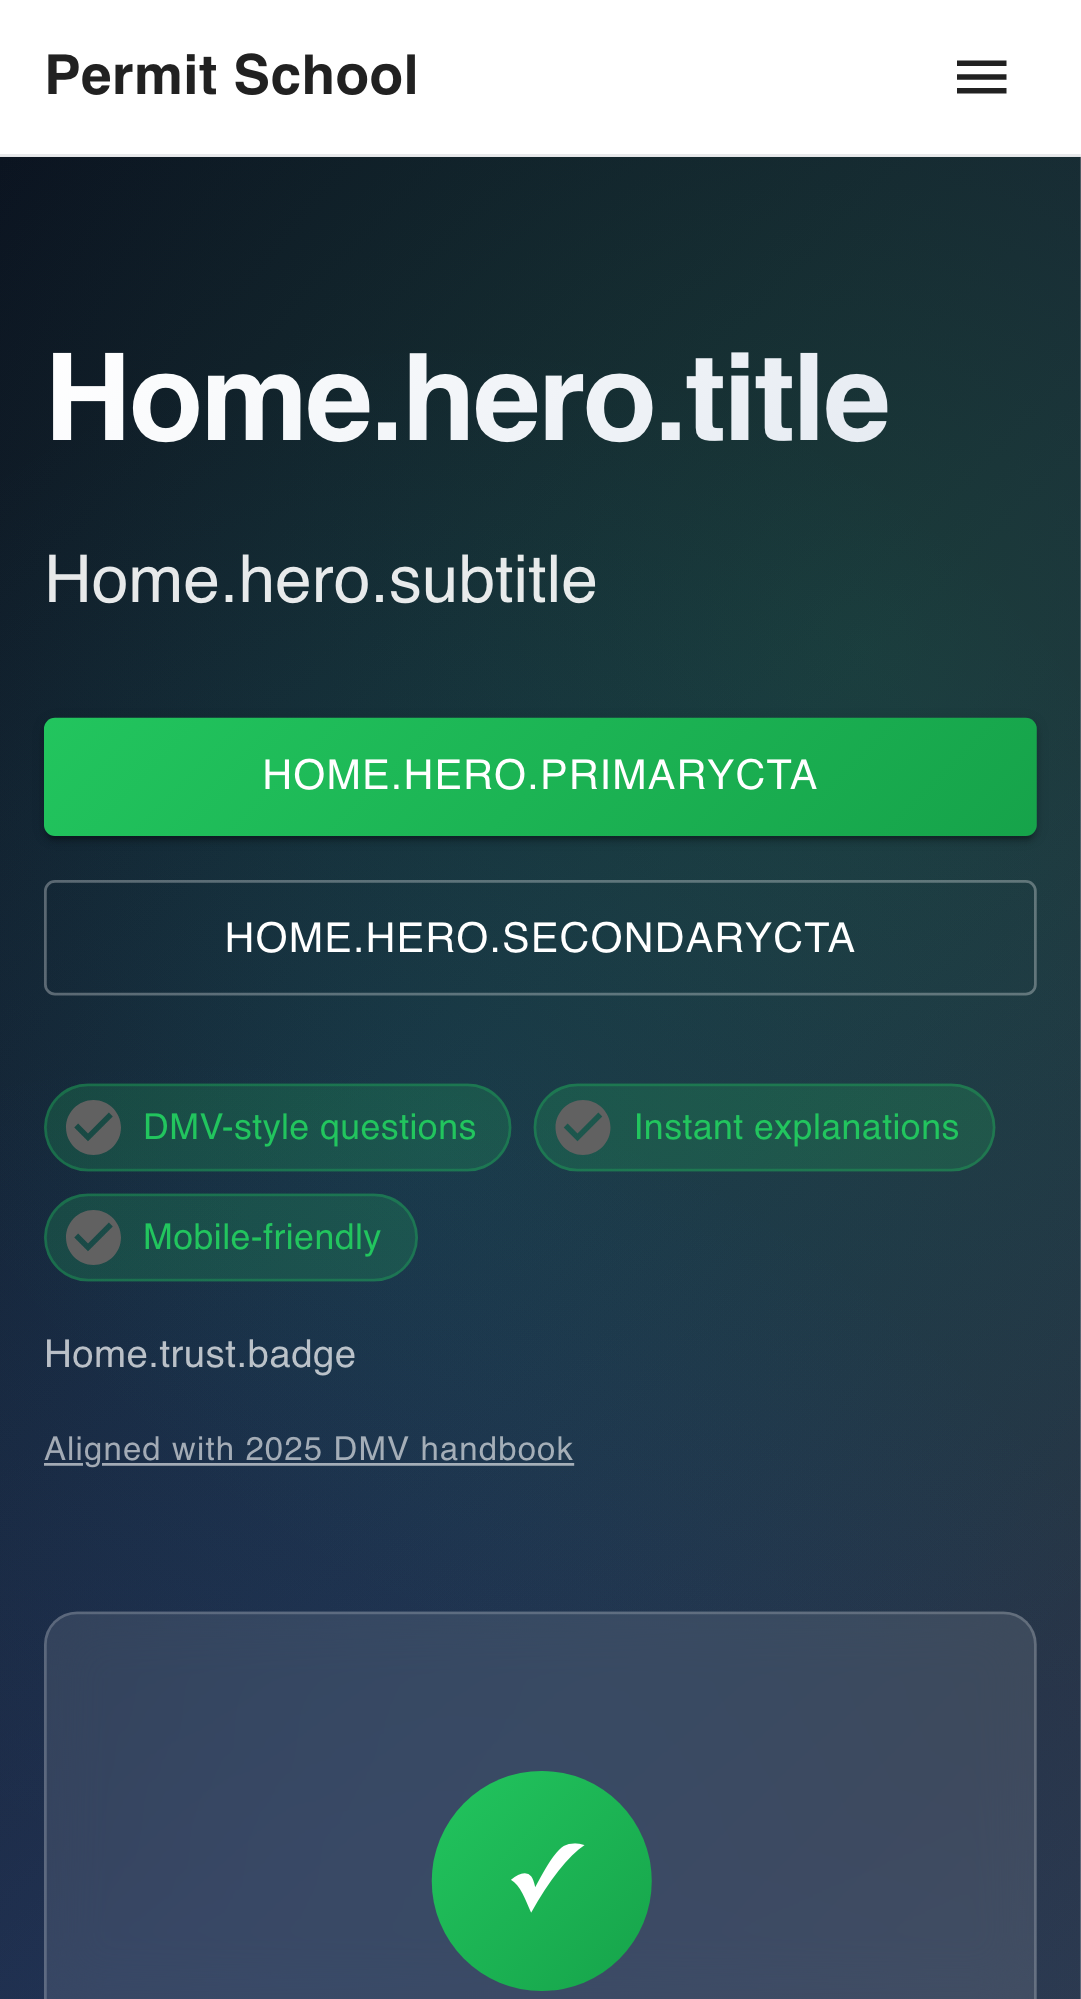 Permit School
Home.hero.title
Home.hero.subtitle
HOME.HERO.PRIMARYCTA
HOME.HERO.SECONDARYCTA
DMV-style questions
Instant explanations
Mobile-friendly
Home.trust.badge
Aligned with 2025 DMV handbook